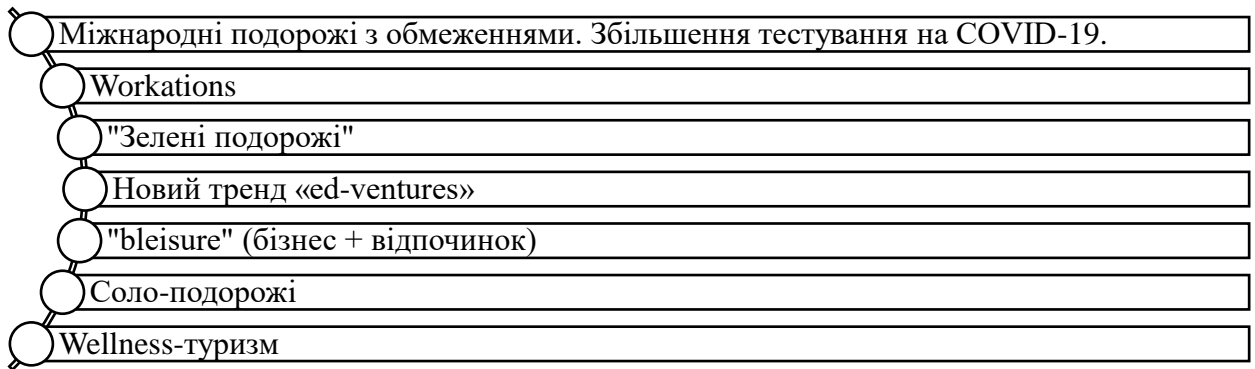 Міжнародні подорожі з обмеженнями. Збільшення тестування на COVID-19.
Workations
"Зелені подорожі"
Новий тренд «ed-ventures»
"bleisure" (бізнес + відпочинок)
Соло-подорожі
Wellness-туризм